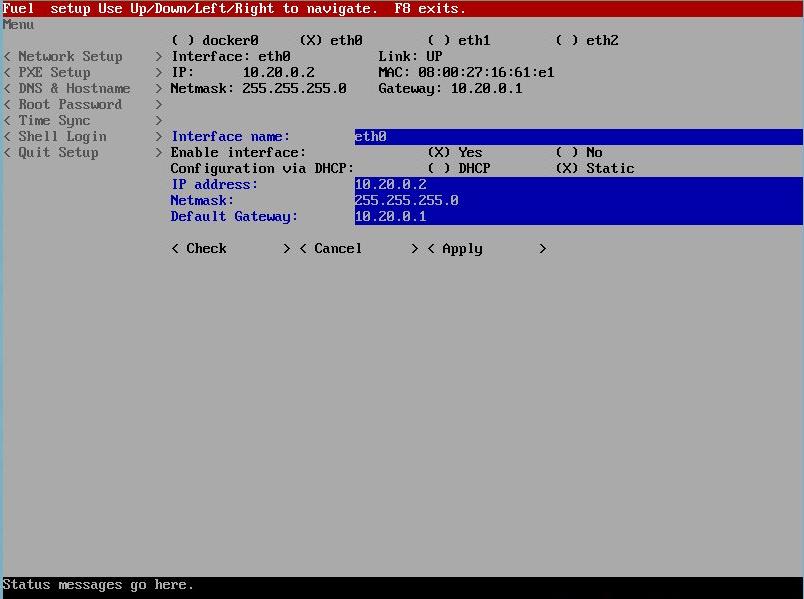 Fuel  setup Use Up/Down/Left/Right to navigate.  F8 exits.
Menu
( ) docker0     (X) eth0        ( ) eth1        ( ) eth2
< Network Setup    > Interface: eth0           Link: UP
< PXE Setup        > IP:      10.20.0.2        MAC: 08:00:27:16:61:e1
< DNS & Hostname   > Netmask: 255.255.255.0    Gateway: 10.20.0.1
< Root Password    >
< Time Sync        >
< Shell Login      > Interface name:        eth0
< Quit Setup       > Enable interface:               (X) Yes         ( ) No
Configuration via DHCP:         ( ) DHCP        (X) Static
IP address:            10.20.0.2
Netmask:               255.255.255.0
Default Gateway:       10.20.0.1
< Check       > < Cancel      > < Apply       >
Status messages go here.